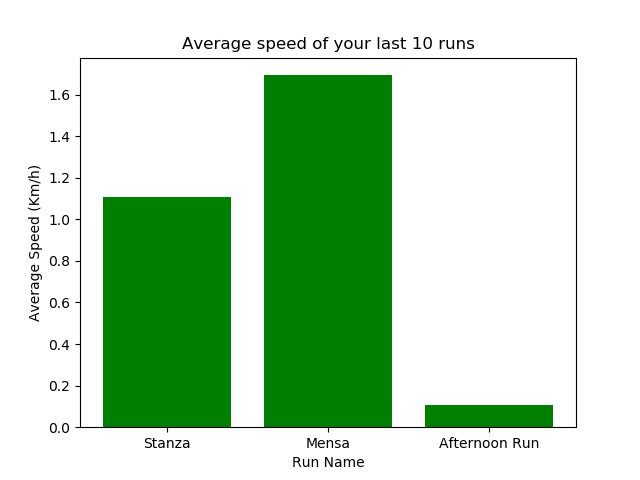 Average speed of your last 10 runs
Average Speed (Km/h)
1.6
1.4
1.2
1.0
0.8
0.6
0.4
0.2
0.0
Stanza Mensa Afternoon Run
Run Name